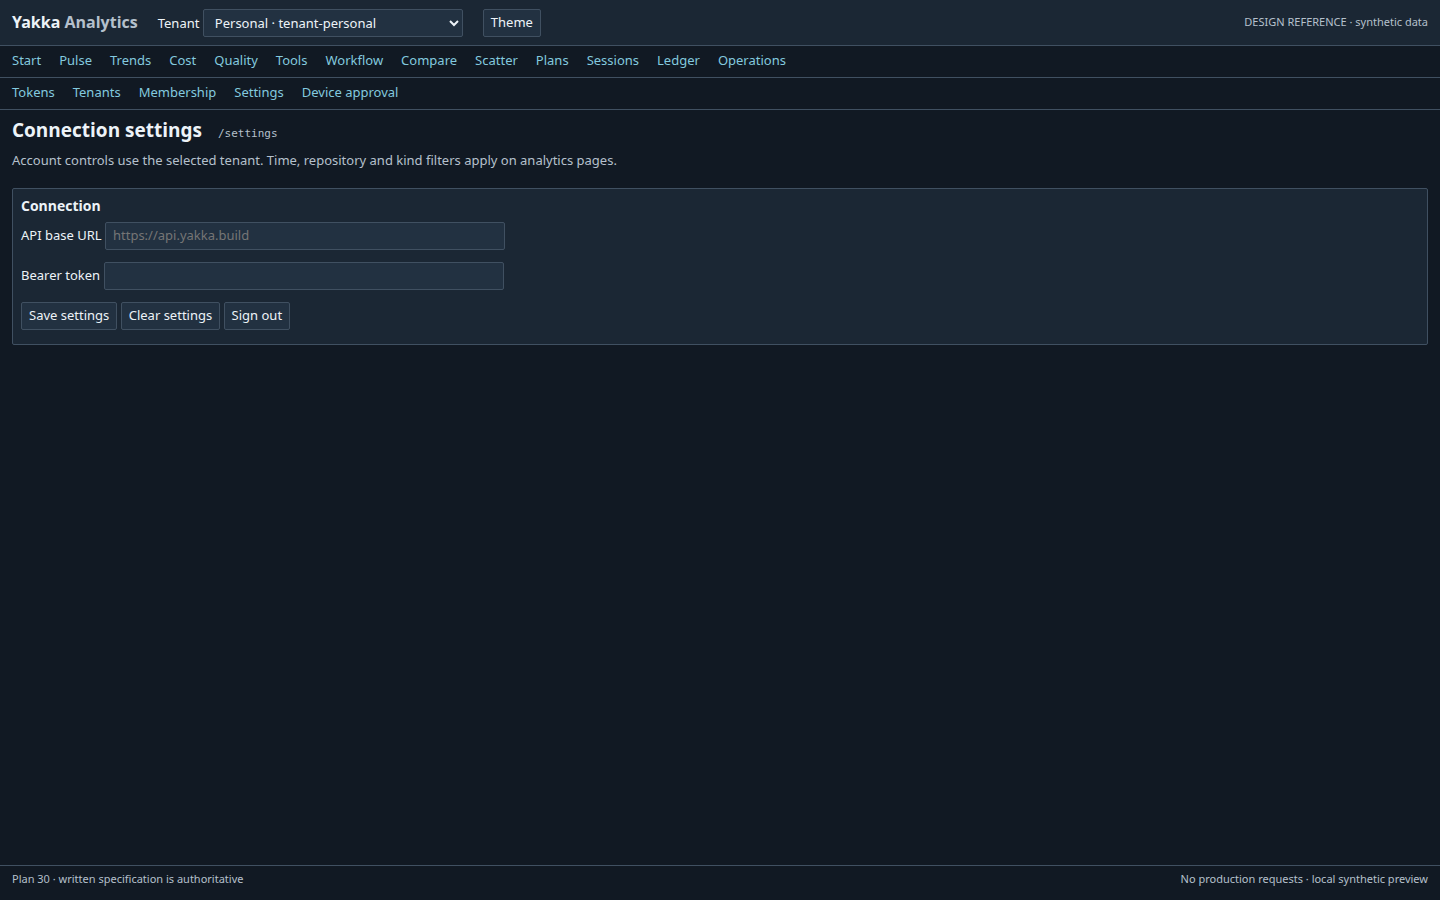 Yakka Analytics Tenant Personal · tenant-personal Theme DESIGN REFERENCE · synthetic data
Start Pulse Trends Cost Quality Tools Workflow Compare Scatter Plans Sessions Ledger Operations
Tokens Tenants Membership Settings Device approval
Connection settings /settings
Account controls use the selected tenant. Time, repository and kind filters apply on analytics pages.
Connection
API base URL https://api.yakka.build
Bearer token
Save settings Clear settings Sign out
Plan 30 · written specification is authoritative No production requests · local synthetic preview